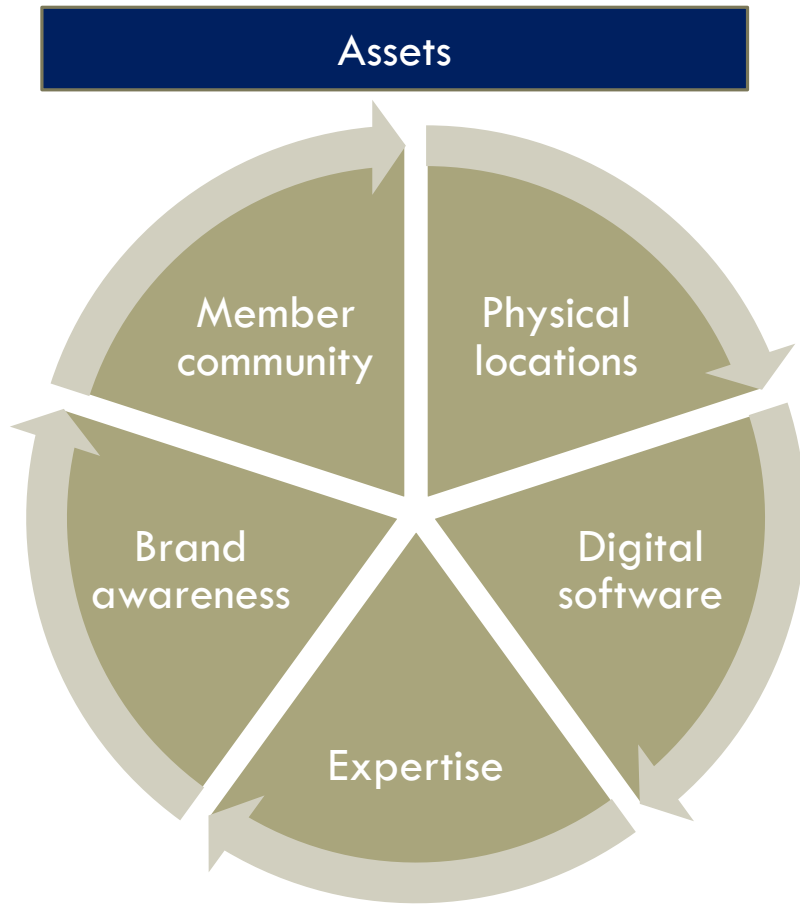 Assets
Member
community
Physical
locations
Brand
awareness
Digital
software
Expertise